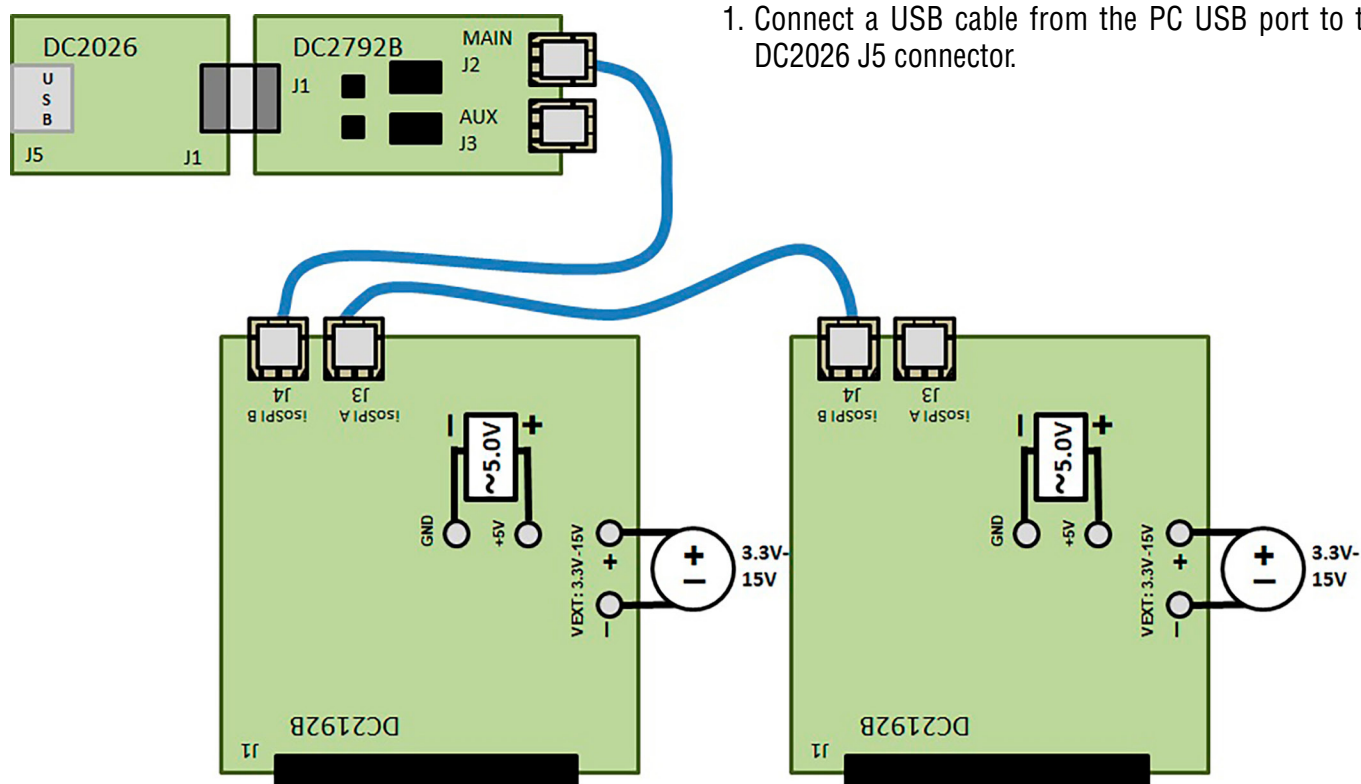 1. Connect a USB cable from the PC USB port to t
DC2026 J5 connector.
DC2026
U
S
B
J5
J1
DC2792B
J1
MAIN
J2
AUX
J3
J4
isoSPI B
J3
isoSPI A
− +
~5.0V
GND
+5V
VEXT: 3.3V-15V
+
−
+
−
3.3V-
15V
DC2192B
J1
J4
isoSPI B
J3
isoSPI A
− +
~5.0V
GND
+5V
VEXT: 3.3V-15V
+
−
+
−
3.3V-
15V
DC2192B
J1